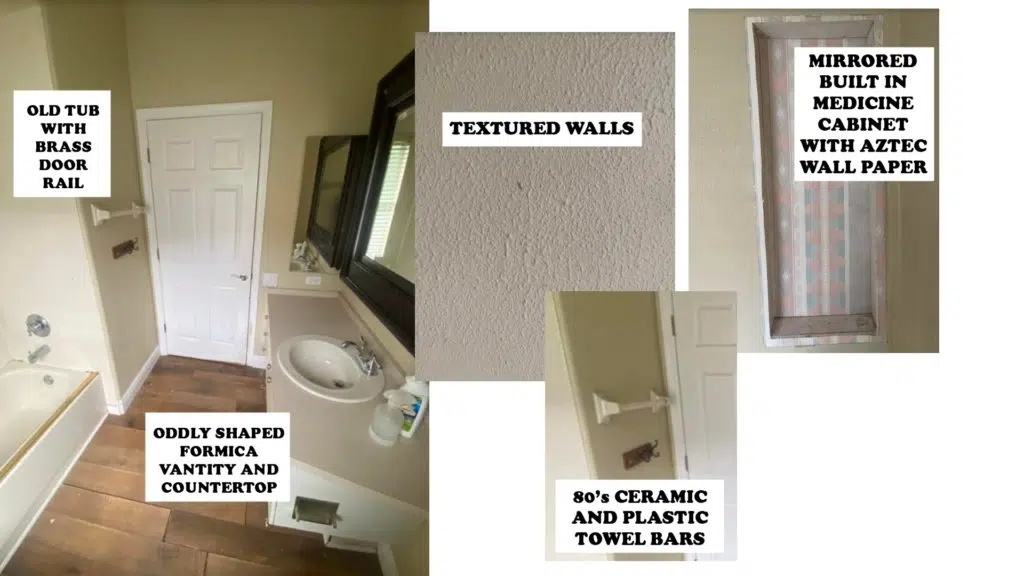 OLD TUB
WITH
BRASS
DOOR
RAIL
ODDLY SHAPED
FORMICA
VANTITY AND
COUNTERTOP
TEXTURED WALLS
MIRRORED
BUILT IN
MEDICINE
CABINET
WITH AZTEC
WALL PAPER
80's CERAMIC
AND PLASTIC
TOWEL BARS